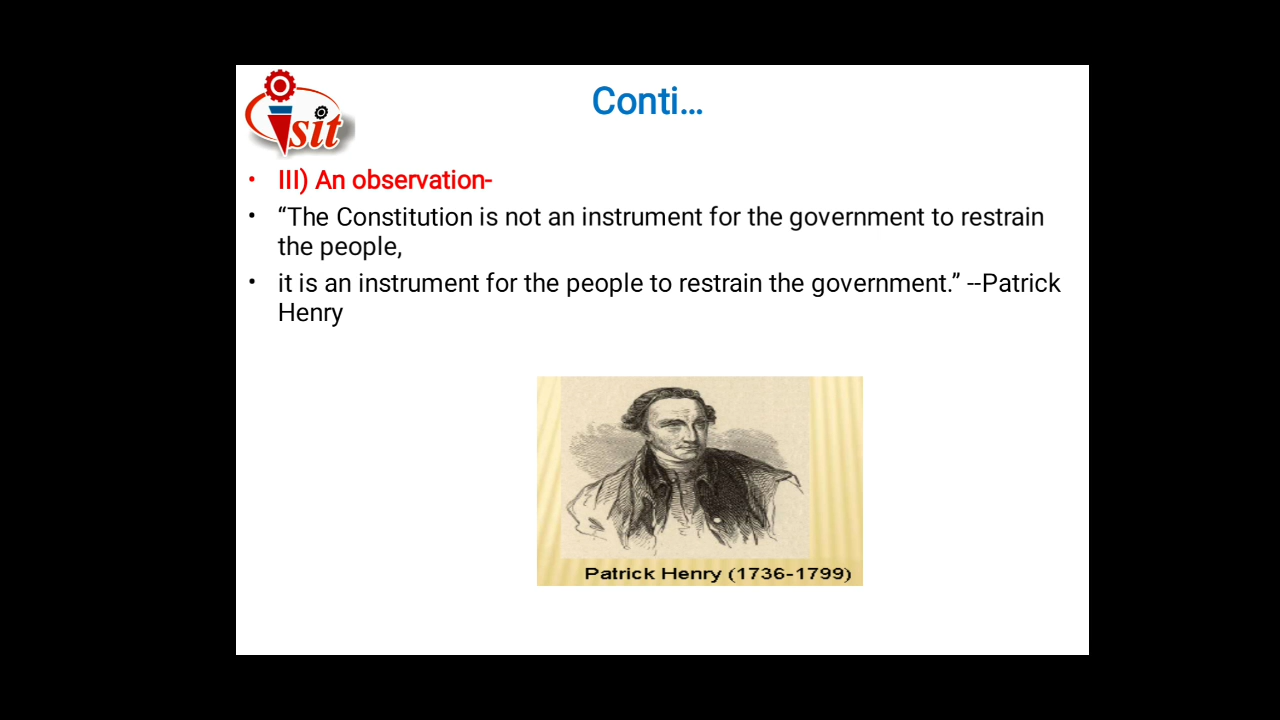 sit
Conti...
• III) An observation-
• “The Constitution is not an instrument for the government to restrain
the people,
• it is an instrument for the people to restrain the government.” --Patrick
Henry
Patrick Henry (1736-1799)